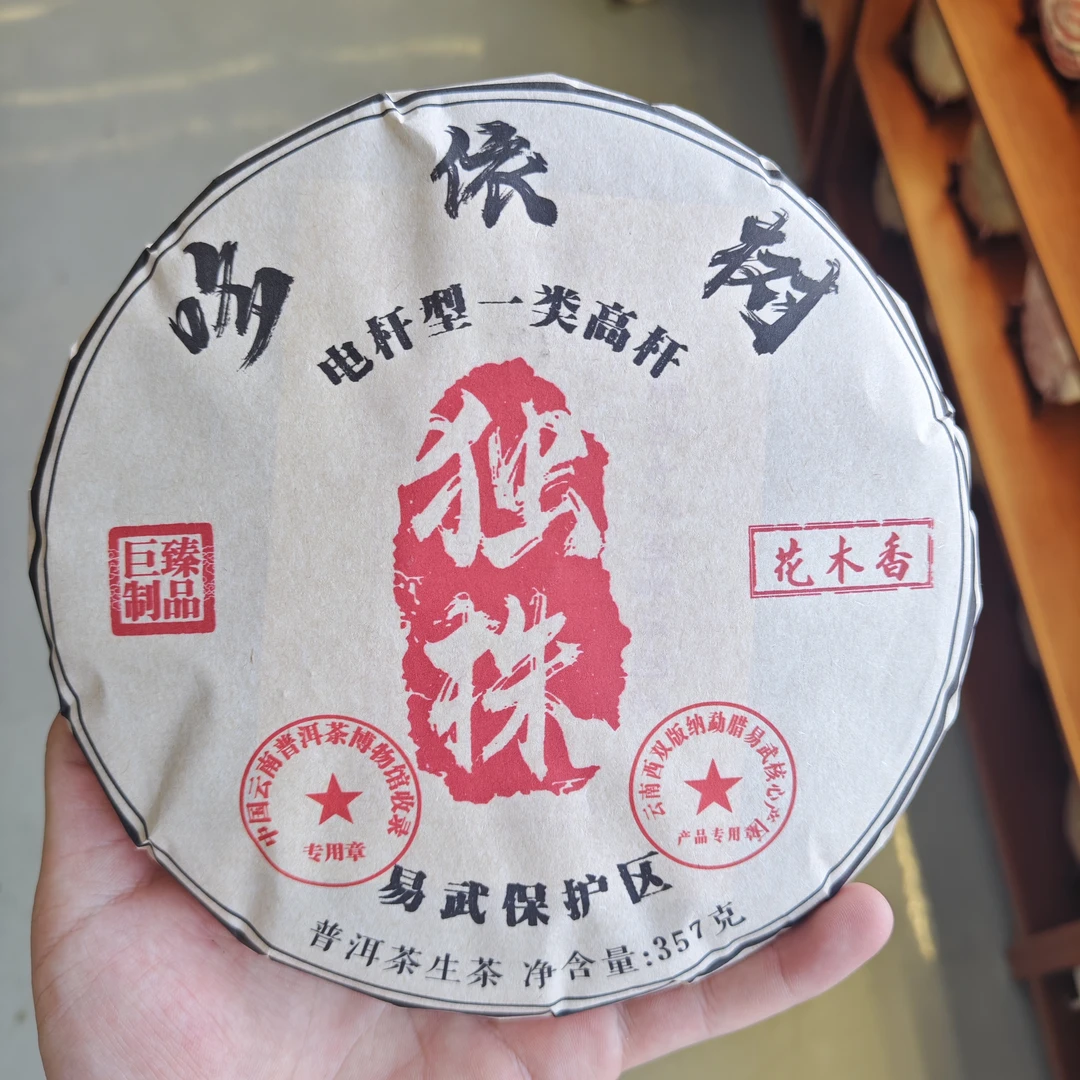 哆依树
电杆型一类高杆
独株
巨臻
制品
花木香
中国云南普洱茶博物馆收录
专用章
云南西双版纳勐腊易武核心产区
产品专用章
易武保护区
普洱茶生茶 净含量:357克